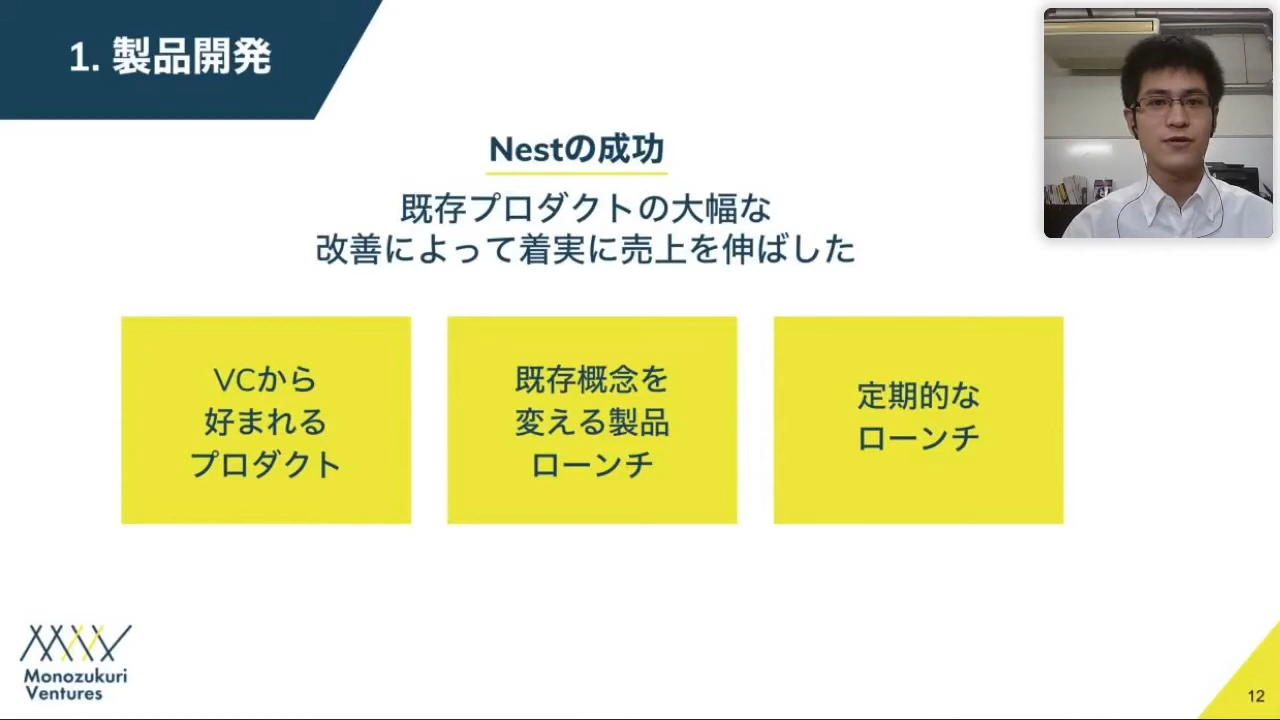 1. 製品開発
Nestの成功
既存プロダクトの大幅な
改善によって着実に売上を伸ばした
VCから
好まれる
プロダクト
既存概念を
変える製品
ローンチ
定期的な
ローンチ
Monozukuri
Ventures
12